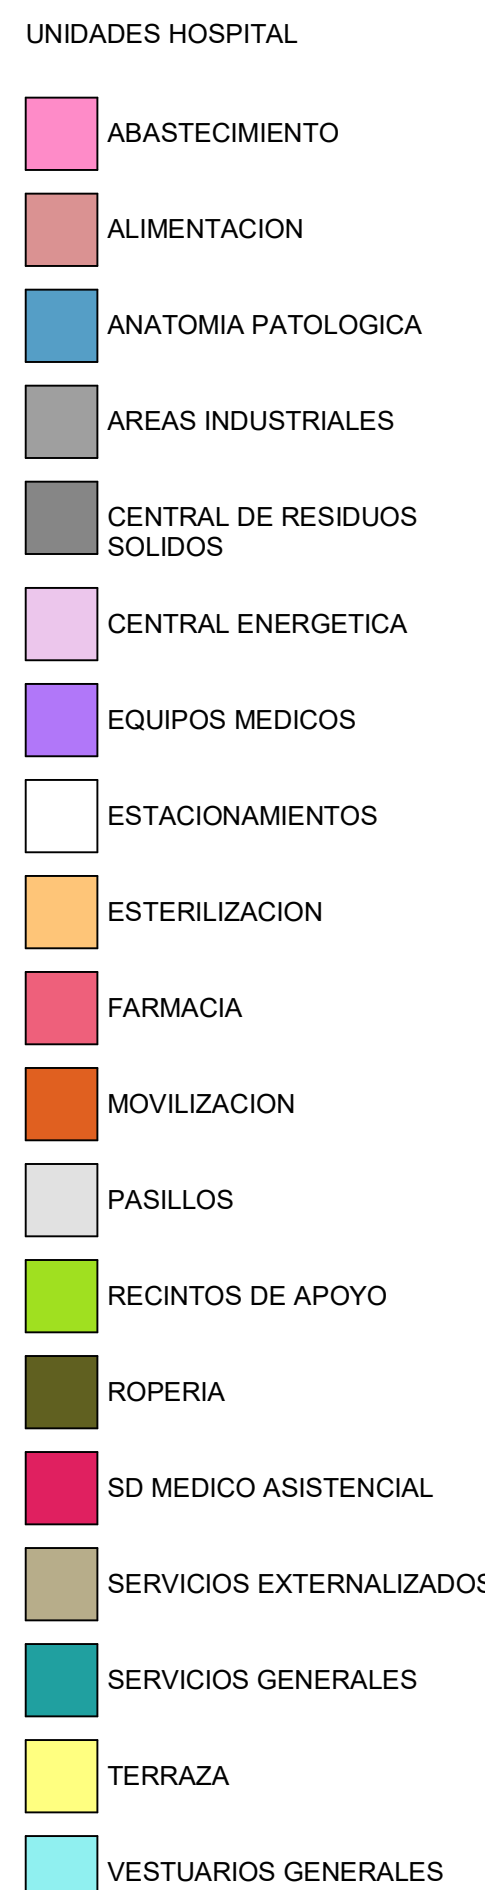 UNIDADES HOSPITAL
ABASTECIMIENTO
ALIMENTACION
ANATOMIA PATOLOGICA
AREAS INDUSTRIALES
CENTRAL DE RESIDUOS
SOLIDOS
CENTRAL ENERGETICA
EQUIPOS MEDICOS
ESTACIONAMIENTOS
ESTERILIZACION
FARMACIA
MOVILIZACION
PASILLOS
RECINTOS DE APOYO
ROPERIA
SD MEDICO ASISTENCIAL
SERVICIOS EXTERNALIZADOS
SERVICIOS GENERALES
TERRAZA
VESTUARIOS GENERALES